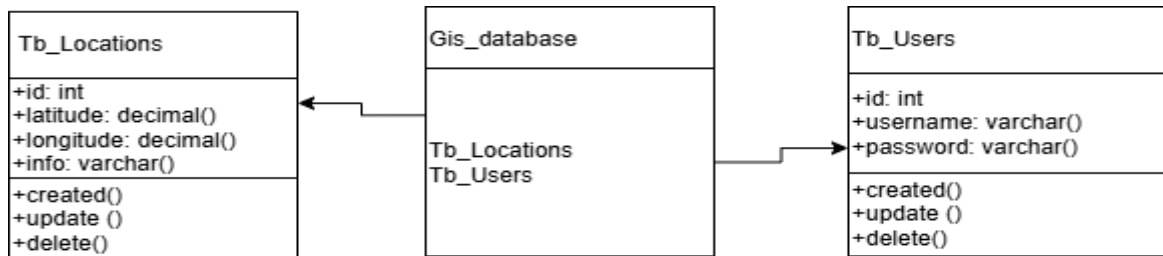 Tb_Locations
+id: int
+latitude: decimal()
+longitude: decimal()
+info: varchar()
+created()
+update ()
+delete()
Gis_database
Tb_Locations
Tb_Users
Tb_Users
+id: int
+username: varchar()
+password: varchar()
+created()
+update ()
+delete()